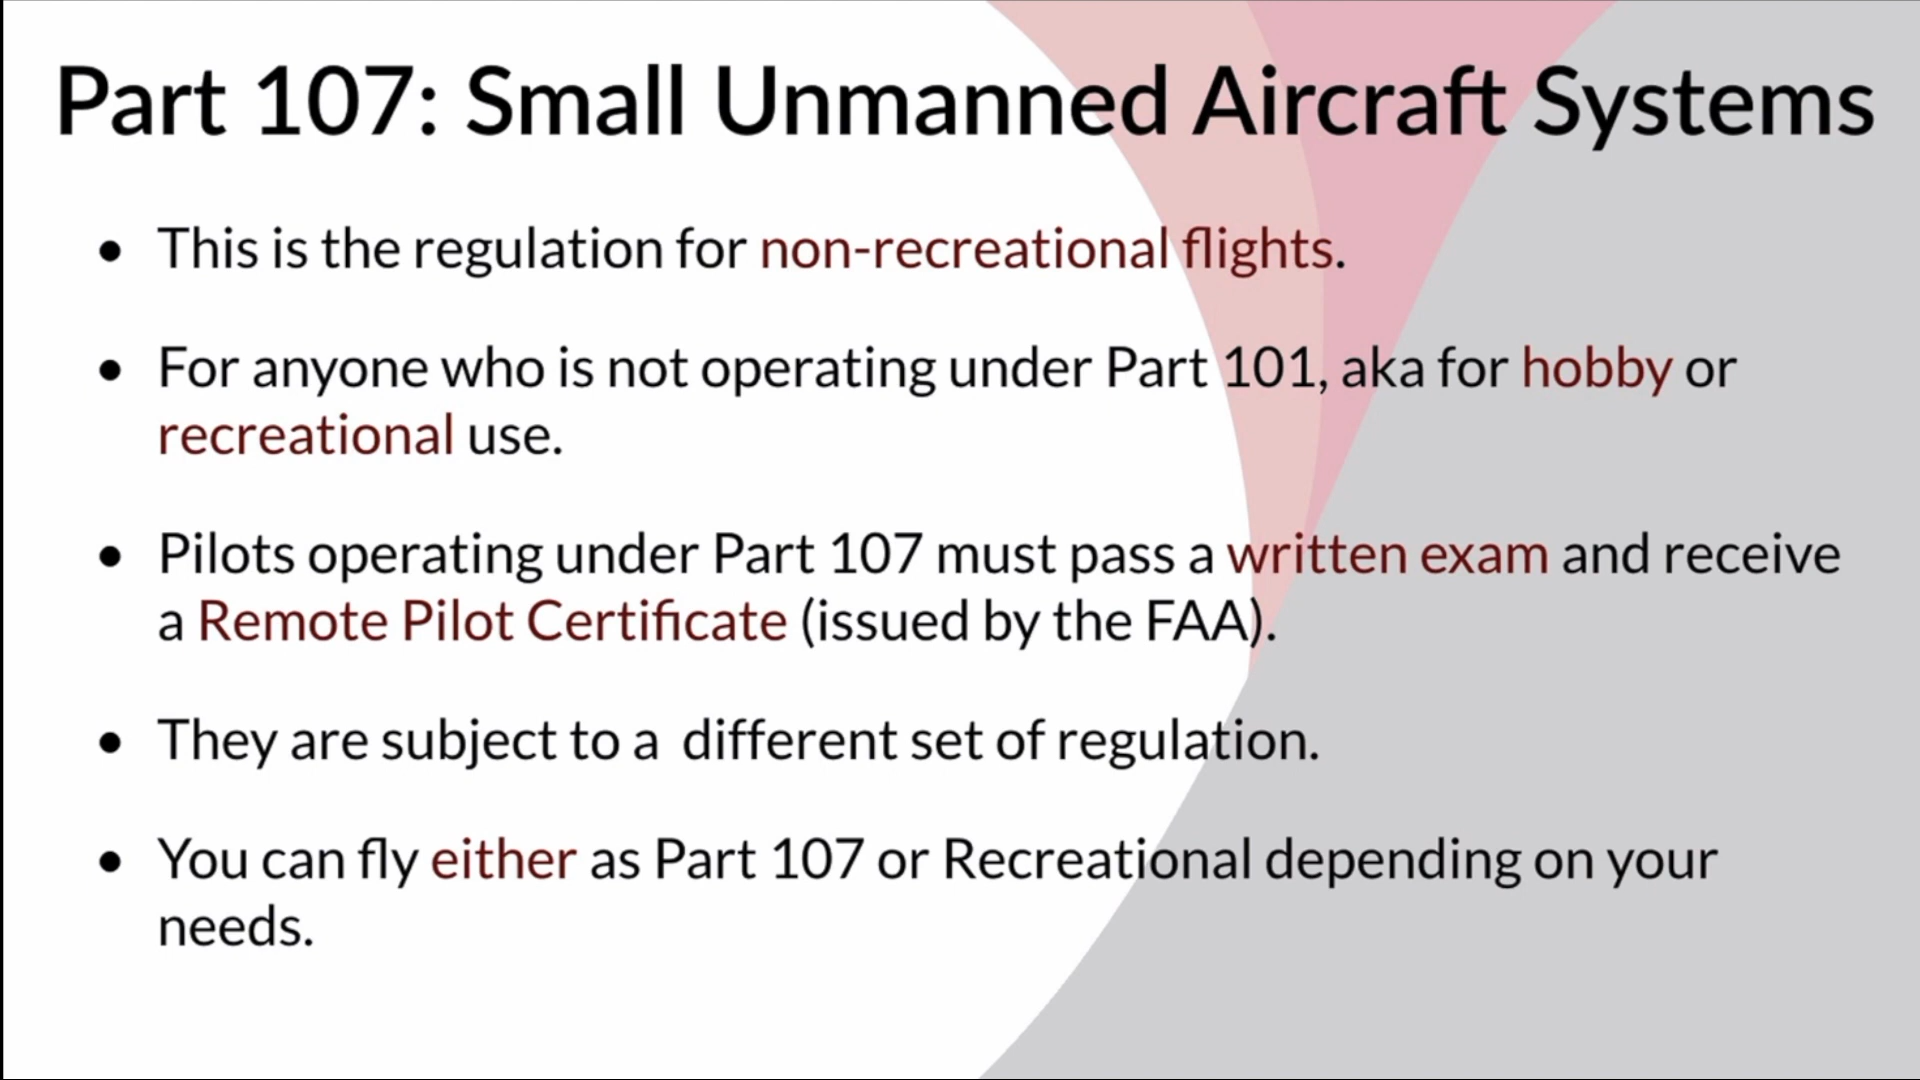 Part 107: Small Unmanned Aircraft Systems
• This is the regulation for non-recreational flights.
• For anyone who is not operating under Part 101, aka for hobby or
recreational use.
• Pilots operating under Part 107 must pass a written exam and receive
a Remote Pilot Certificate (issued by the FAA).
• They are subject to a  different set of regulation.
• You can fly either as Part 107 or Recreational depending on your
needs.